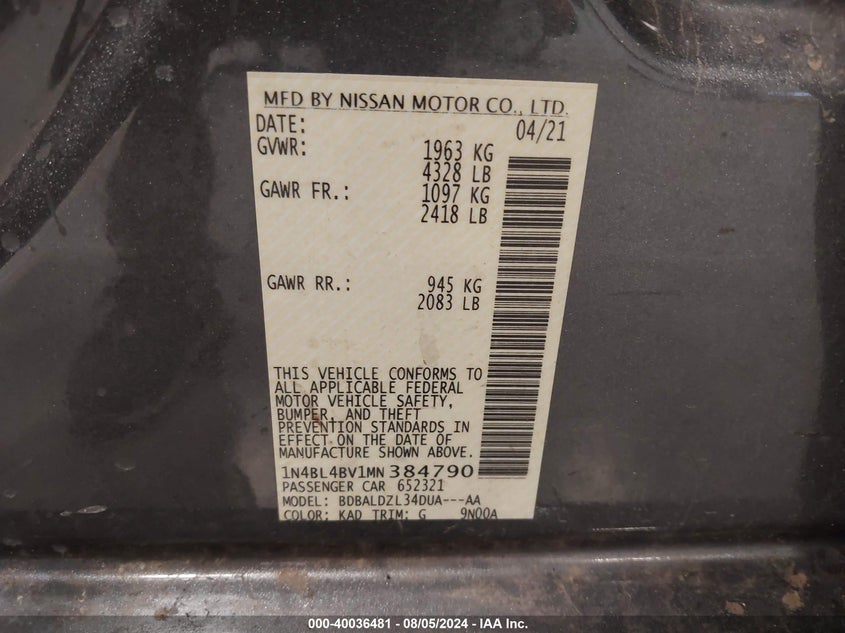 MFD BY NISSAN MOTOR CO., LTD.
DATE: 04/21
GVWR: 1963 KG
4328 LB
GAWR FR.: 1097 KG
2418 LB
GAWR RR.: 945 KG
2083 LB
THIS VEHICLE CONFORMS TO
ALL APPLICABLE FEDERAL
MOTOR VEHICLE SAFETY,
BUMPER, AND THEFT
PREVENTION STANDARDS IN
EFFECT ON THE DATE OF
MANUFACTURE SHOWN ABOVE.
1N4BL4BV1MN384790
PASSENGER CAR 652321
MODEL: BDBALDZL34DUA---AA
COLOR: KAD TRIM: G 9N00A
000-40036481 - 08/05/2024 - IAA Inc.